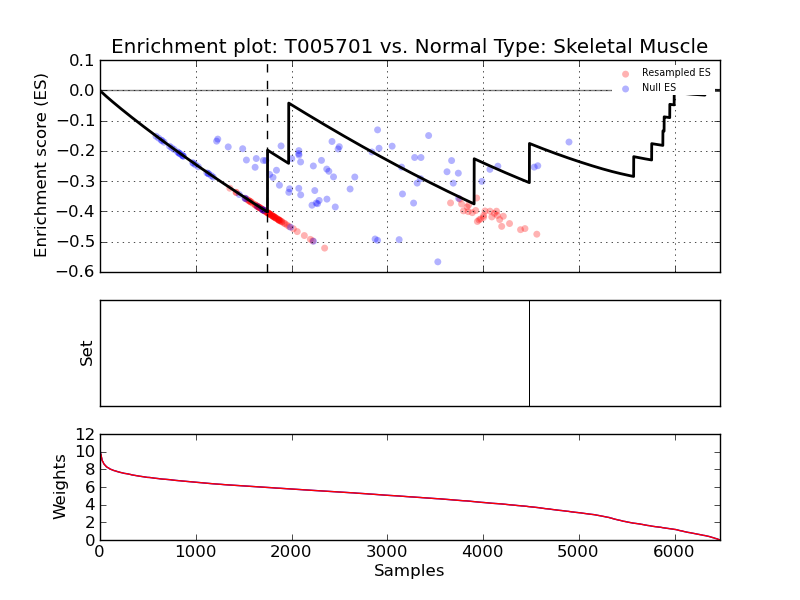 Enrichment plot: T005701 vs. Normal Type: Skeletal Muscle
0.1
0.0
−0.1
−0.2
−0.3
−0.4
−0.5
−0.6
Enrichment score (ES)
Resampled ES
Null ES
Set
12
10
8
6
4
2
0
Weights
0 1000 2000 3000 4000 5000 6000
Samples